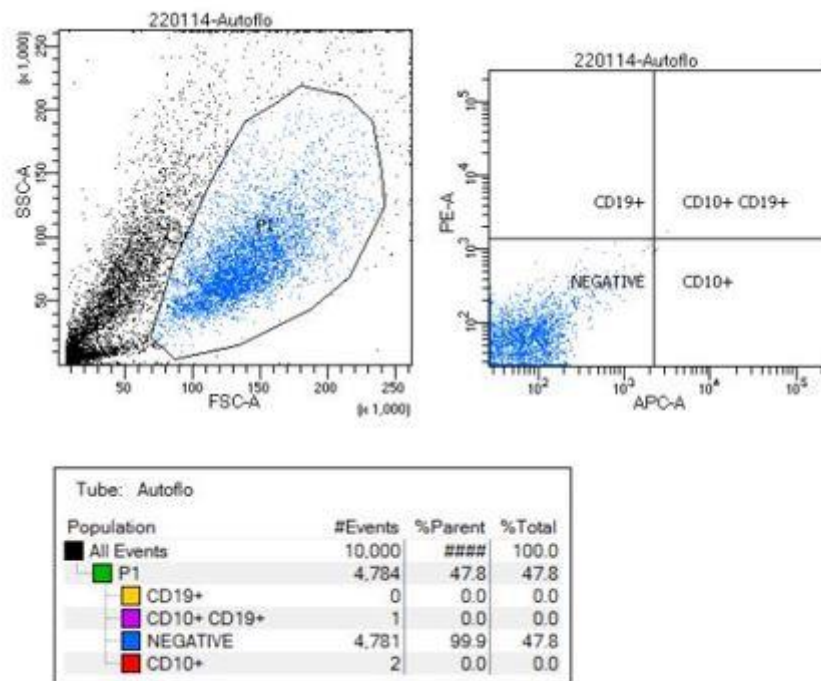 220114-Autoflo
(x 1,000)
250
200
150
100
50
SSC-A
P1
50 100 150 200 250
FSC-A
(x 1,000)
220114-Autoflo
PE-A
10^5
10^4
10^3
10^2
CD19+ CD10+ CD19+
NEGATIVE CD10+
10^2 10^3 10^4 10^5
APC-A
Tube: Autoflo
Population #Events %Parent %Total
All Events 10,000 #### 100.0
P1 4,784 47.8 47.8
CD19+ 0 0.0 0.0
CD10+ CD19+ 1 0.0 0.0
NEGATIVE 4,781 99.9 47.8
CD10+ 2 0.0 0.0